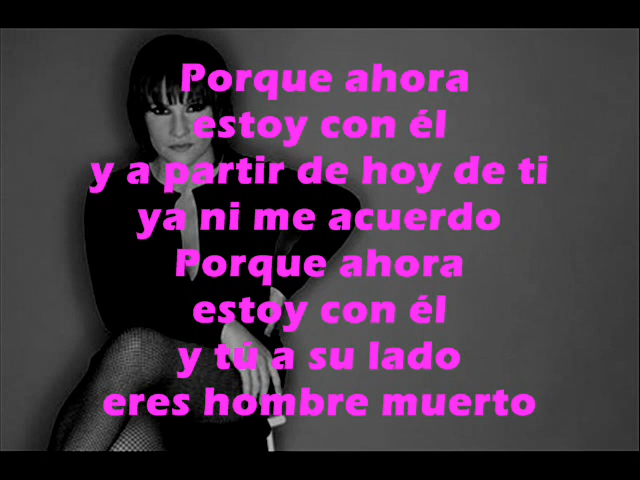 Porque ahora
estoy con él
y a partir de hoy de ti
ya ni me acuerdo
Porque ahora
estoy con él
y tú a su lado
eres hombre muerto